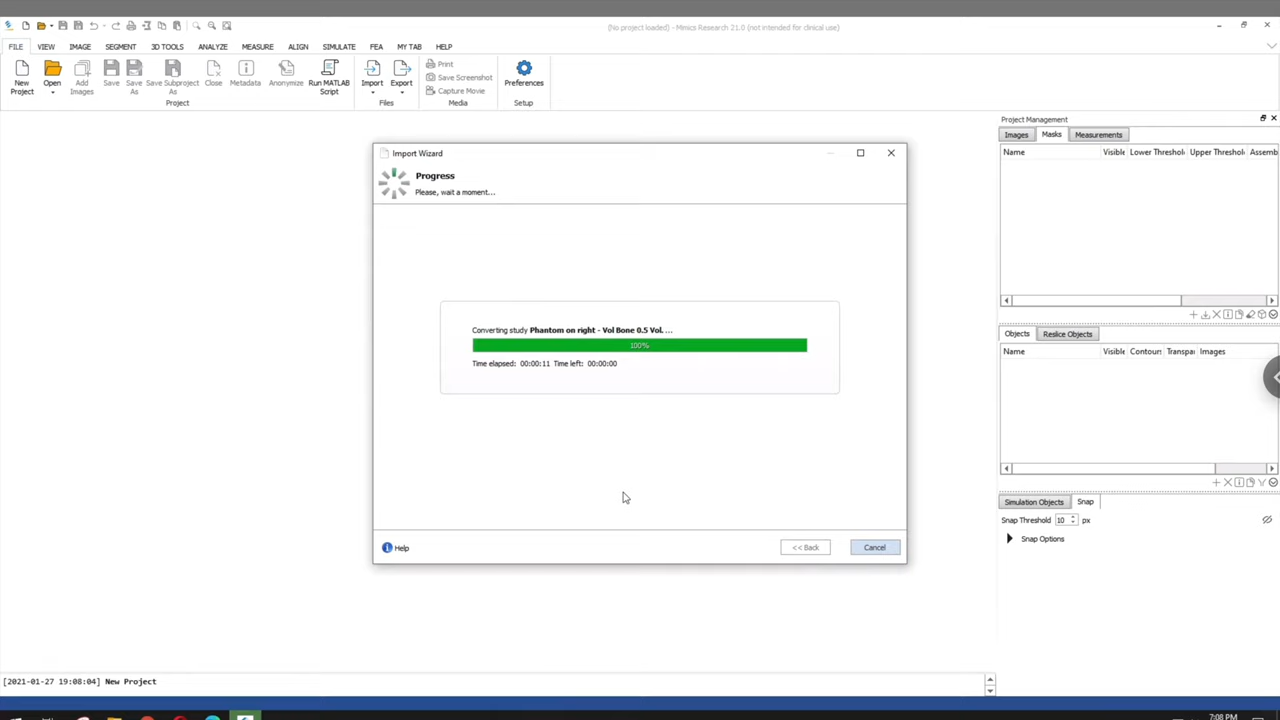 (No project loaded) - Mimics Research 21.0 (not intended for clinical use)
FILE VIEW IMAGE SEGMENT 3D TOOLS ANALYZE MEASURE ALIGN SIMULATE FEA MY TAB HELP
New Project
Open
Add Images
Save
Save As
Save Subproject As
Close
Metadata
Anonymize
Run MATLAB Script
Import
Export
Print
Save Screenshot
Capture Movie
Preferences
Project
Files
Media
Setup
Import Wizard
Progress
Please, wait a moment...
Converting study Phantom on right - Vol Bone 0.5 Vol. ...
100%
Time elapsed: 00:00:11 Time left: 00:00:00
Help
<< Back
Cancel
Project Management
Images Masks Measurements
Name Visible Lower Threshold Upper Threshold Assemb
Objects Reslice Objects
Name Visible Contour Transpa Images
Simulation Objects Snap
Snap Threshold 10 px
Snap Options
[2021-01-27 19:08:04] New Project
7:08 PM